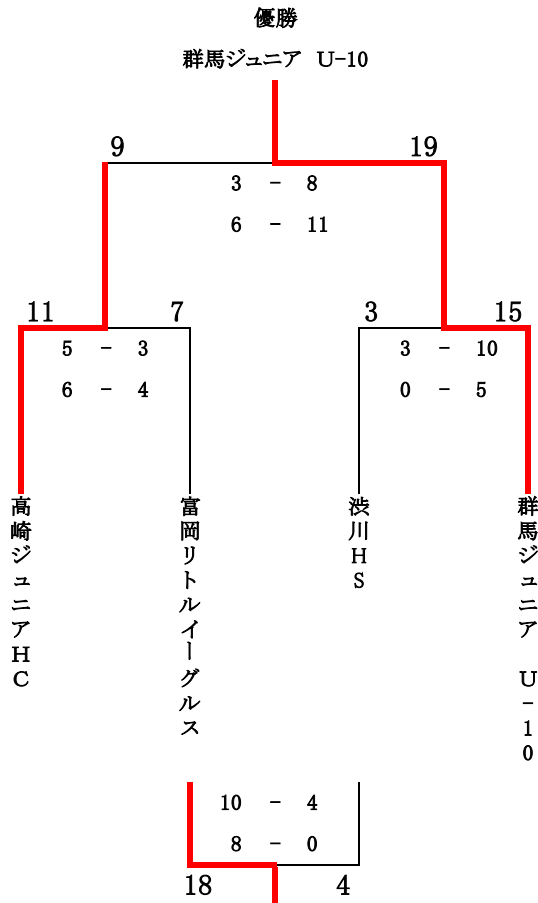 優勝
群馬ジュニア　U-10
9　19
3 - 8
6 - 11
11　7　3　15
5 - 3　3 - 10
6 - 4　0 - 5
高崎ジュニアHC
富岡リトルイーグルス
渋川HS
群馬ジュニア　U-10
10 - 4
8 - 0
18　4